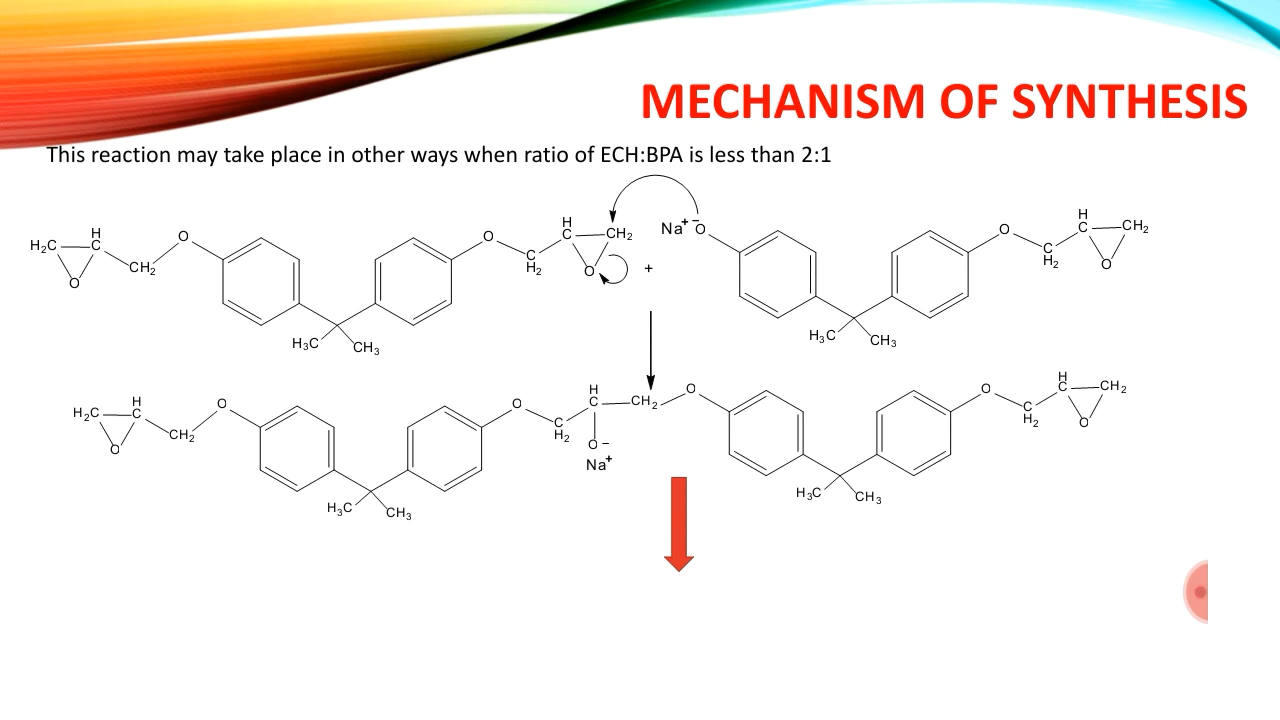 MECHANISM OF SYNTHESIS
This reaction may take place in other ways when ratio of ECH:BPA is less than 2:1
H₂C H O CH₂ O H₃C CH₃ O H₂C H C CH₂ O
+
Na⁺ ⁻O H₃C CH₃ O C H₂ H C CH₂ O
H₂C H C O CH₂ O H₃C CH₃ O C H₂ H C O⁻ Na⁺ CH₂ O H₃C CH₃ O C H₂ H C CH₂ O